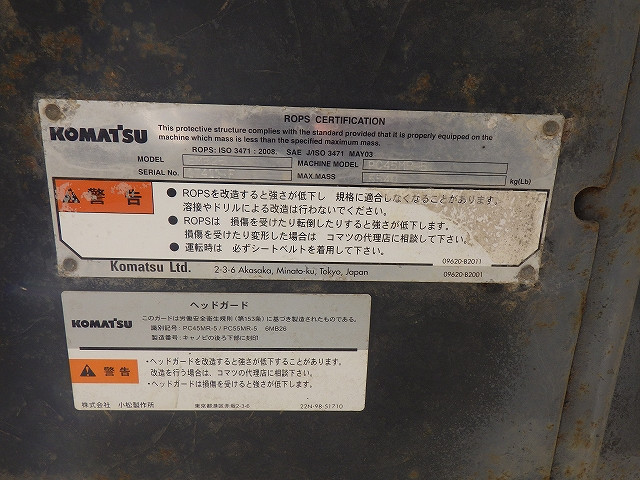 KOMATSU
ROPS CERTIFICATION
This protective structure complies with the standard provided that it is properly equipped on the
machine which mass is less than the specified maximum mass.
ROPS: ISO 3471 : 2008. SAE J/ISO 3471 MAY03
MODEL MACHINE MODEL
SERIAL No. MAX.MASS kg(Lb)
警告
● ROPSを改造すると強さが低下し 規格に適合しなくなることがあります。
溶接やドリルによる改造は行わないでください。
● ROPSは 損傷を受けたり転倒したりすると強さが低下します。
損傷を受けたり変形した場合は コマツの代理店に相談して下さい。
● 運転時は 必ずシートベルトを着用して下さい。
09620-B2011
Komatsu Ltd. 2-3-6 Akasaka, Minato-ku, Tokyo, Japan 09620-B2001
ヘッドガード
KOMATSU
このガードは労働安全衛生規則(第153条)に基づき製造されたものである。
識別記号:PC45MR-5 / PC55MR-5 6MB26
製造番号:キャノピの後ろ下部に刻印
警告
・ヘッドガードを改造すると強さが低下することがあります。
改造を行う場合は、コマツの代理店に相談して下さい。
・ヘッドガードは損傷を受けると強さが低下します。
株式会社 小松製作所 東京都港区赤坂2-3-6 22N-98-51710